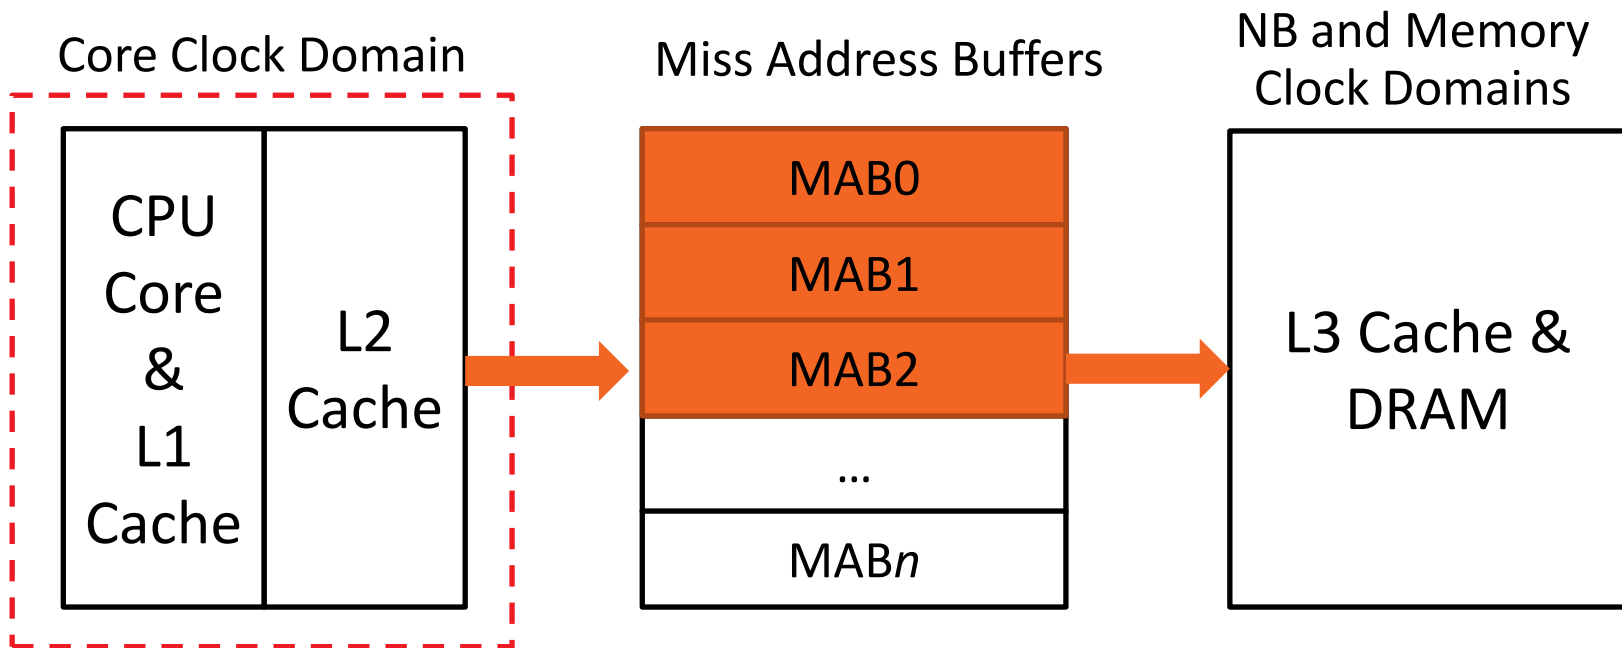 Core Clock Domain
CPU
Core
&
L1
Cache
L2
Cache
Miss Address Buffers
MAB0
MAB1
MAB2
...
MABn
NB and Memory
Clock Domains
L3 Cache &
DRAM